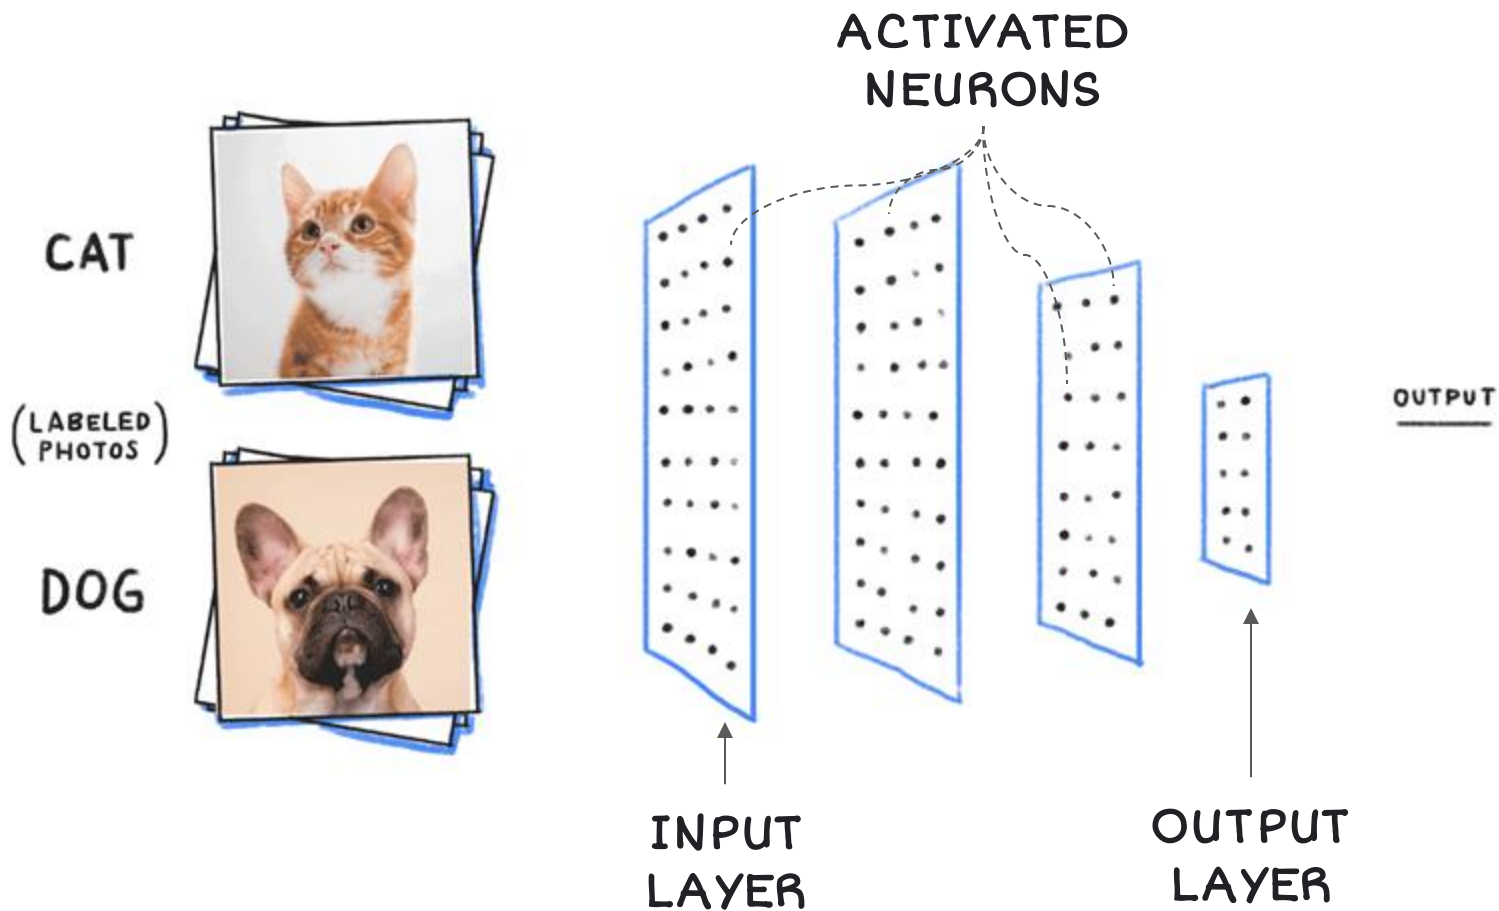 ACTIVATED
NEURONS
CAT
(LABELED
PHOTOS)
DOG
OUTPUT
INPUT
LAYER
OUTPUT
LAYER